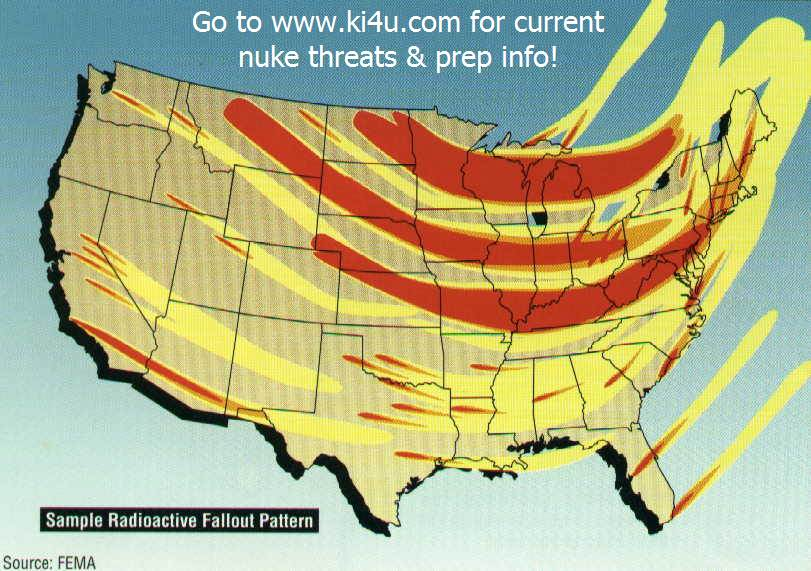 Go to www.ki4u.com for current
nuke threats & prep info!
Sample Radioactive Fallout Pattern
Source: FEMA